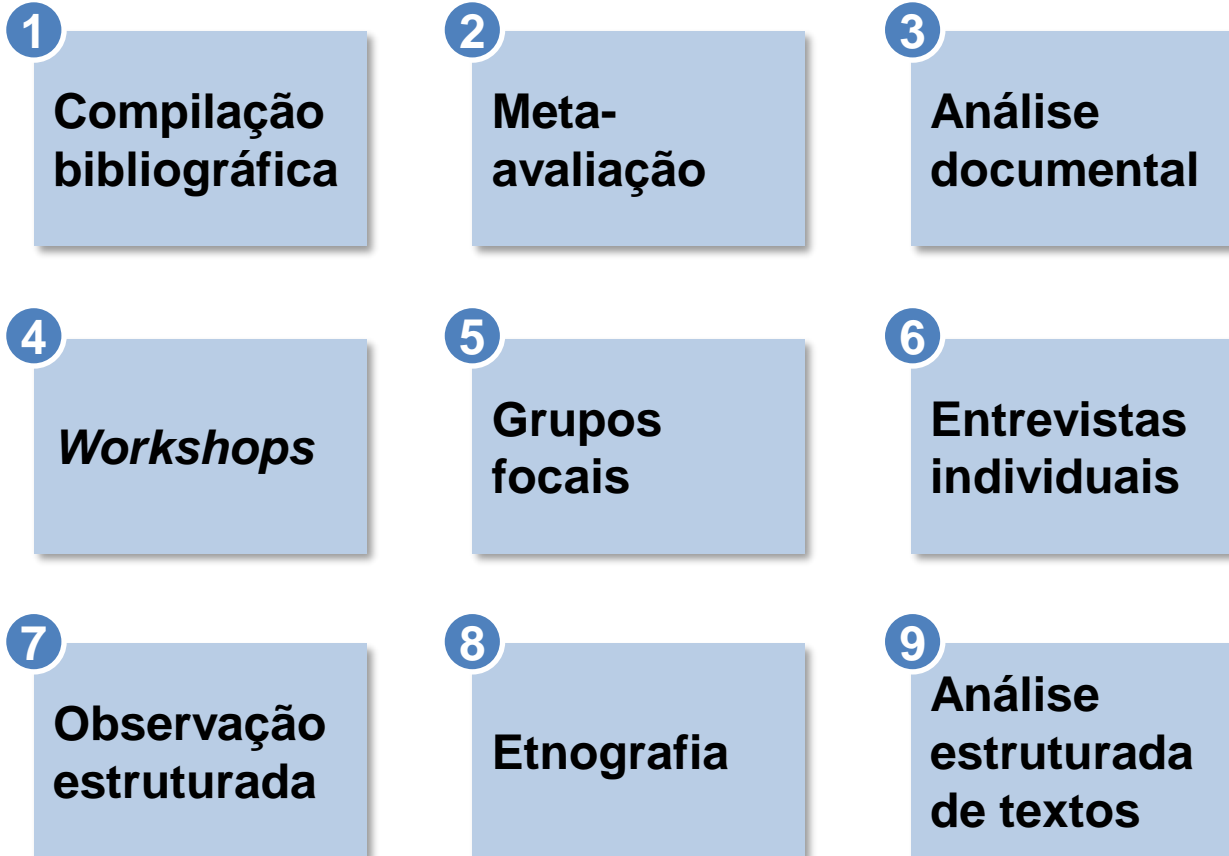 1
Compilação
bibliográfica
2
Meta-
avaliação
3
Análise
documental
4
Workshops
5
Grupos
focais
6
Entrevistas
individuais
7
Observação
estruturada
8
Etnografia
9
Análise
estruturada
de textos